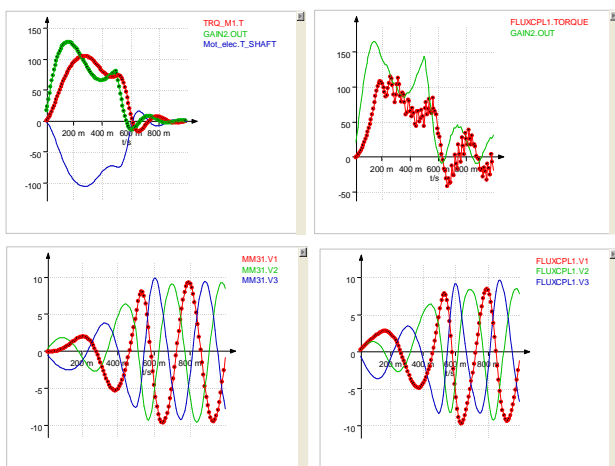 TRQ_M1.T
GAIN2.OUT
Mot_elec.T_SHAFT
150
100
50
0
-50
-100
200 m 400 m 600 m 800 m
t/s
FLUXCPL1.TORQUE
GAIN2.OUT
150
100
50
0
-50
200 m 400 m 600 m 800 m
t/s
MM31.V1
MM31.V2
MM31.V3
10
5
0
-5
-10
200 m 400 m 600 m 800 m
t/s
FLUXCPL1.V1
FLUXCPL1.V2
FLUXCPL1.V3
10
5
0
-5
-10
200 m 400 m 600 m 800 m
t/s